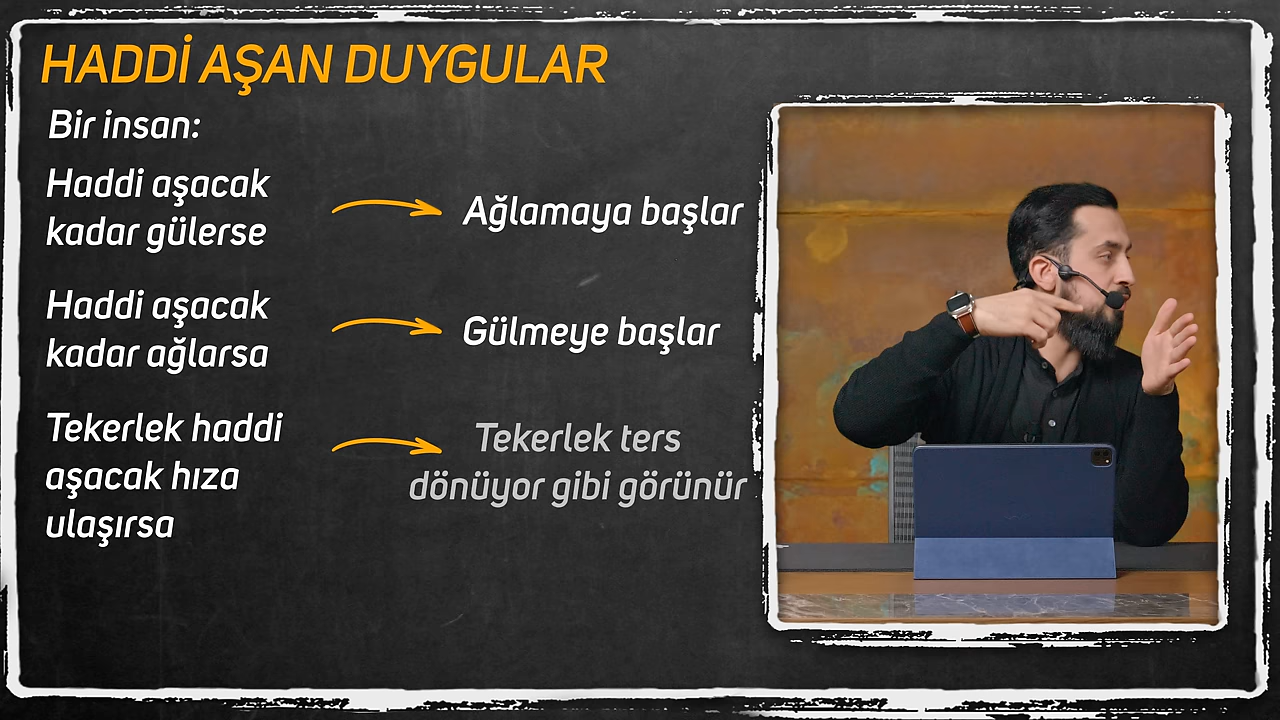 HADDİ AŞAN DUYGULAR
Bir insan:
Haddi aşacak
kadar gülerse
Ağlamaya başlar
Haddi aşacak
kadar ağlarsa
Gülmeye başlar
Tekerlek haddi
aşacak hıza
ulaşırsa
Tekerlek ters
dönüyor gibi görünür